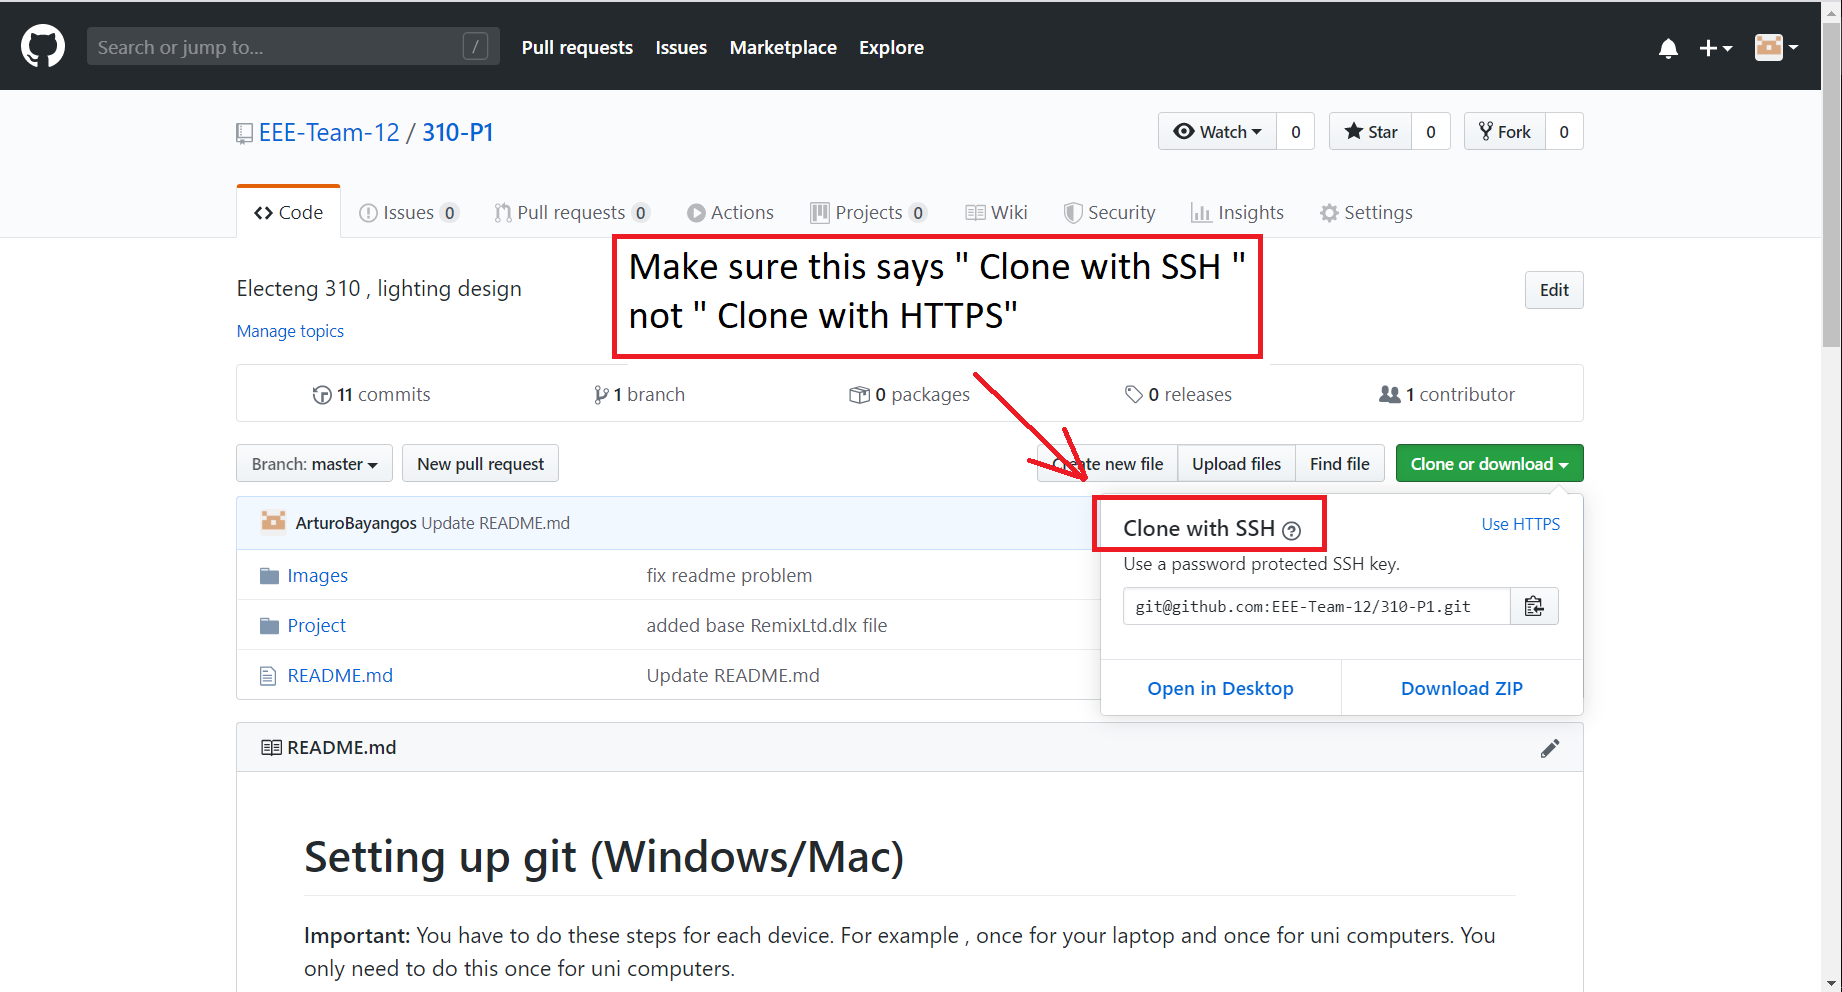 Search or jump to... /
Pull requests Issues Marketplace Explore
EEE-Team-12 / 310-P1
Watch 0 Star 0 Fork 0
Code Issues 0 Pull requests 0 Actions Projects 0 Wiki Security Insights Settings
Make sure this says " Clone with SSH "
not " Clone with HTTPS"
Electeng 310 , lighting design
Edit
Manage topics
11 commits 1 branch 0 packages 0 releases 1 contributor
Branch: master New pull request Create new file Upload files Find file Clone or download
ArturoBayangos Update README.md
Clone with SSH ? Use HTTPS
Use a password protected SSH key.
git@github.com:EEE-Team-12/310-P1.git
Open in Desktop Download ZIP
Images fix readme problem
Project added base RemixLtd.dlx file
README.md Update README.md
README.md
Setting up git (Windows/Mac)
Important: You have to do these steps for each device. For example , once for your laptop and once for uni computers. You
only need to do this once for uni computers.